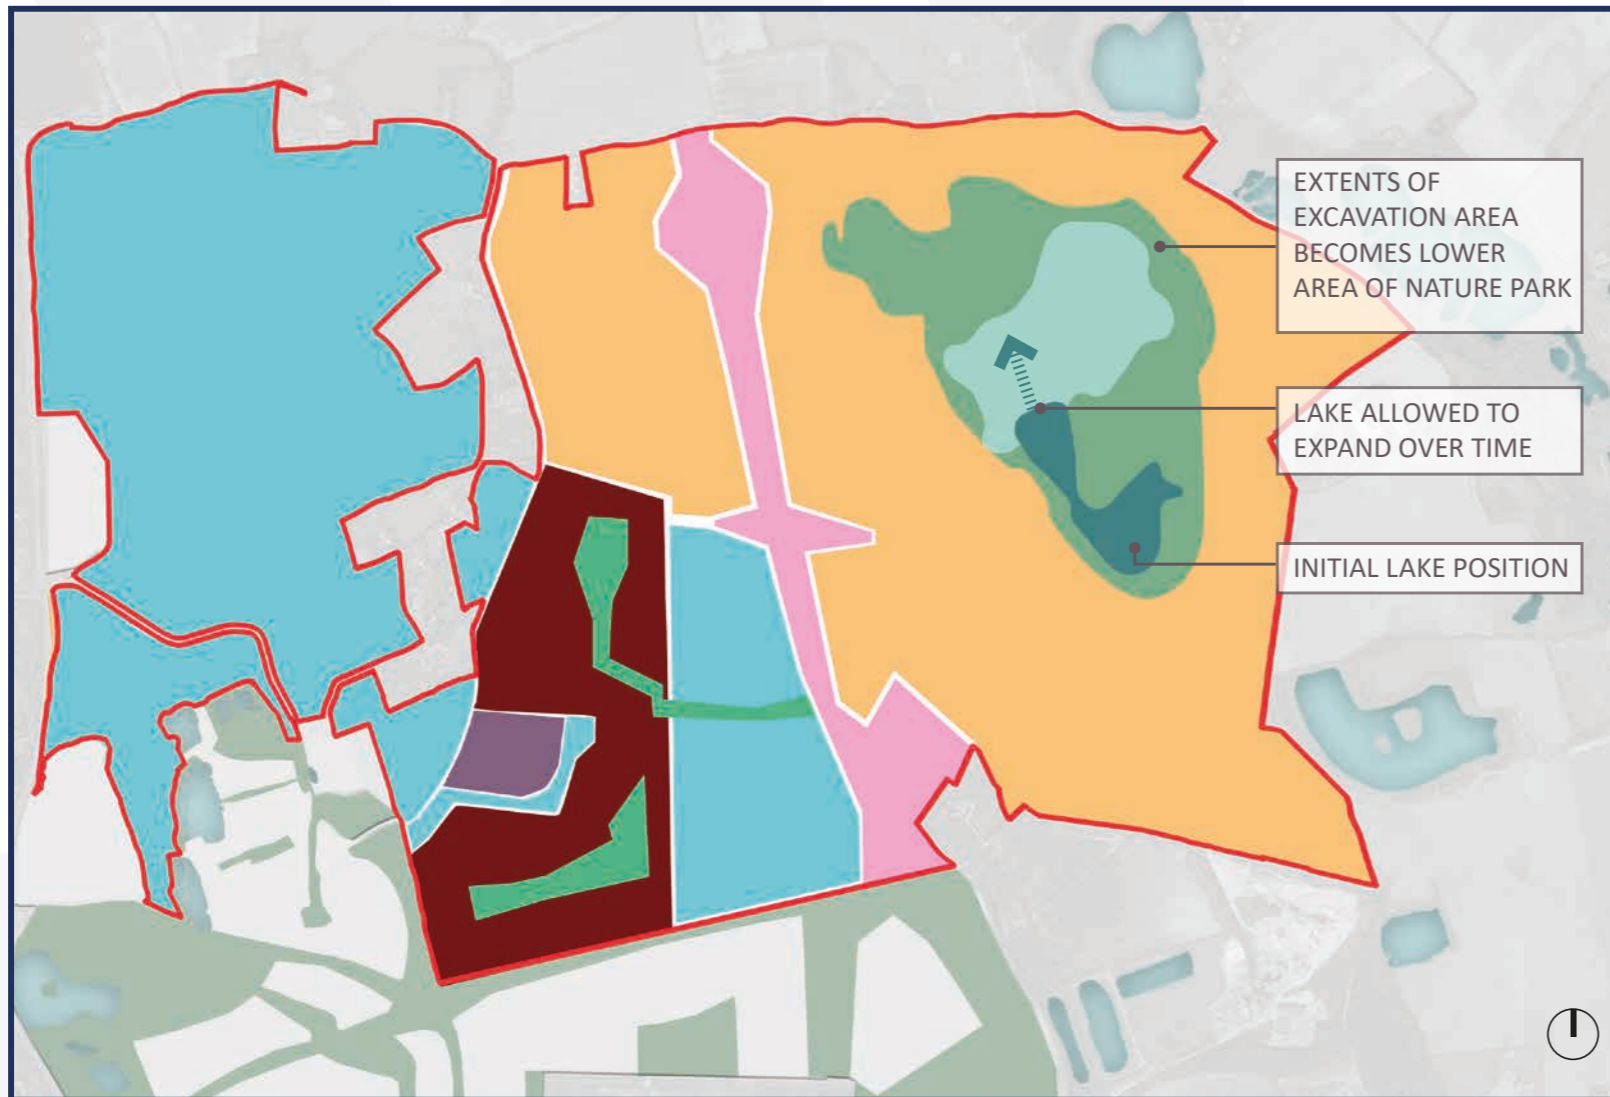 EXTENTS OF
EXCAVATION AREA
BECOMES LOWER
AREA OF NATURE PARK
LAKE ALLOWED TO
EXPAND OVER TIME
INITIAL LAKE POSITION